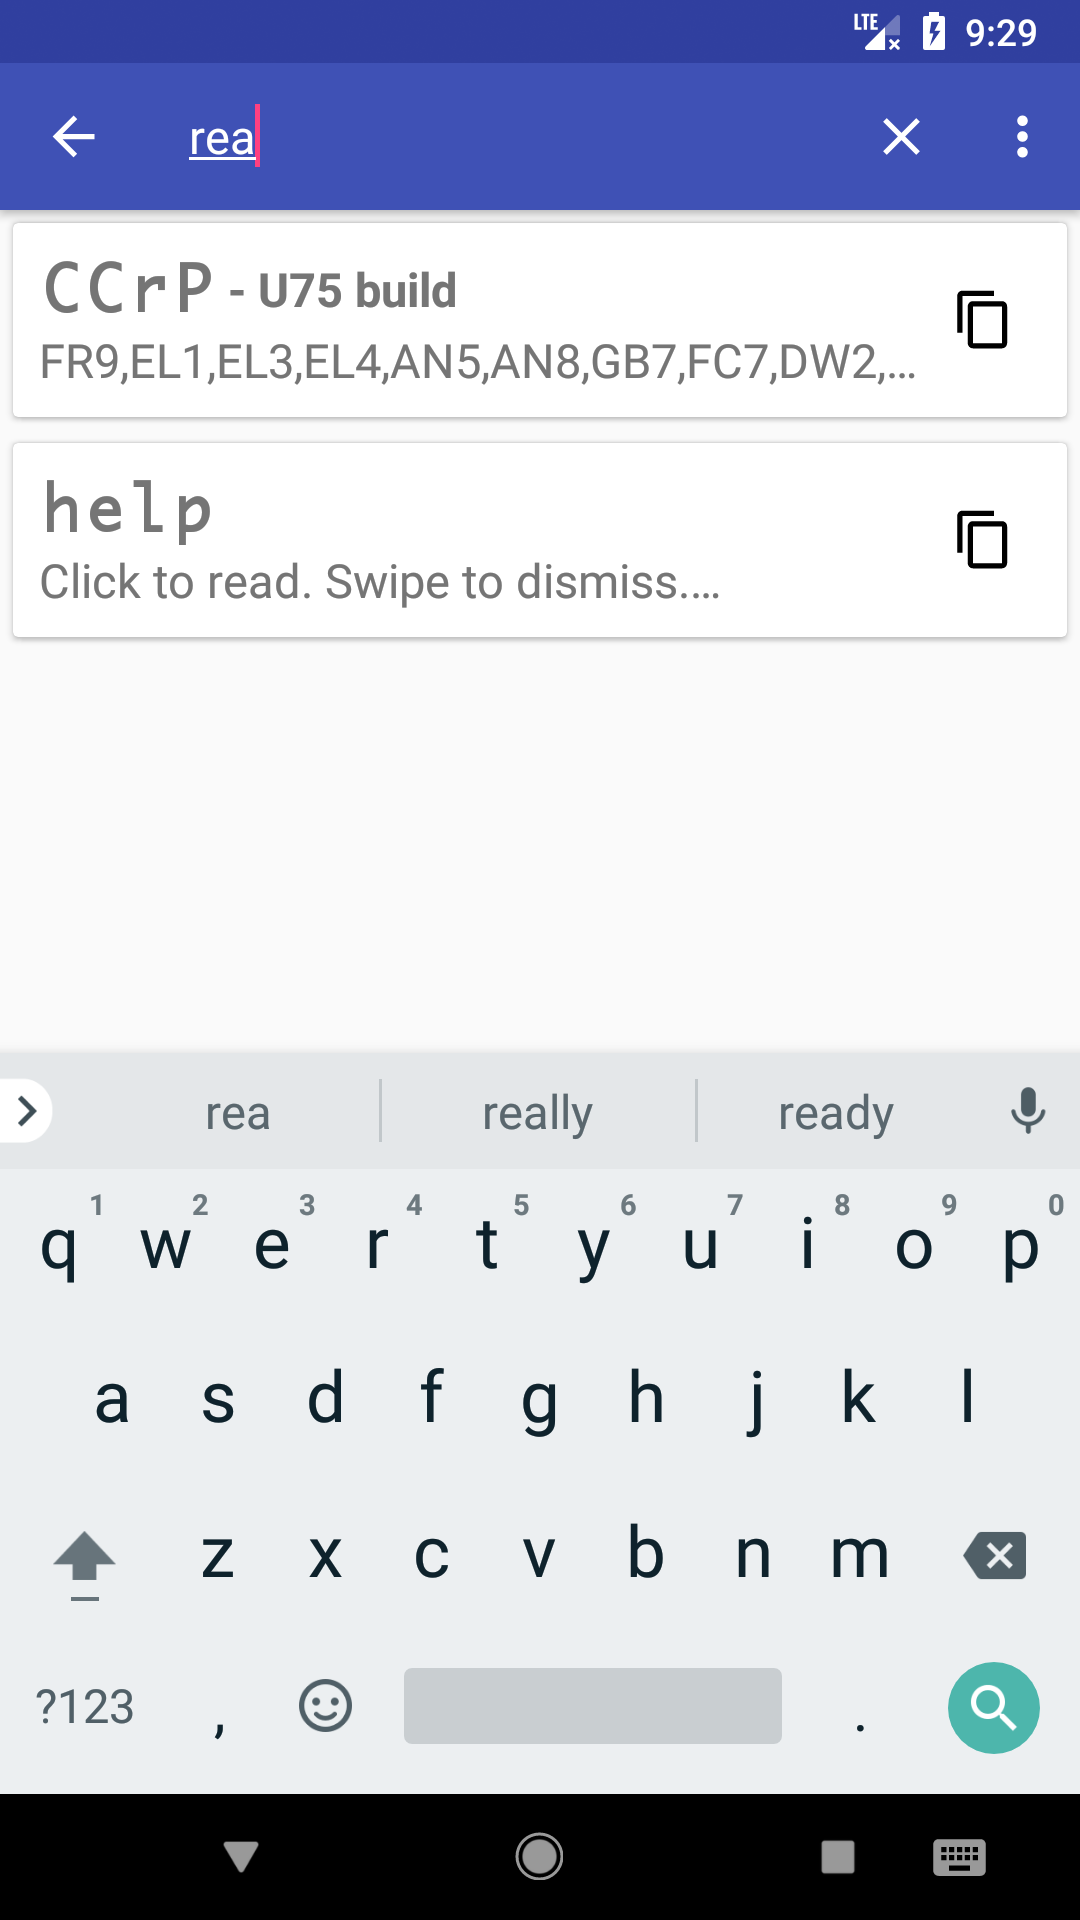 LTE 9:29
rea
CCrP - U75 build
FR9,EL1,EL3,EL4,AN5,AN8,GB7,FC7,DW2,...
help
Click to read. Swipe to dismiss....
rea really ready
1 2 3 4 5 6 7 8 9 0
q w e r t y u i o p
a s d f g h j k l
z x c v b n m
?123 , .